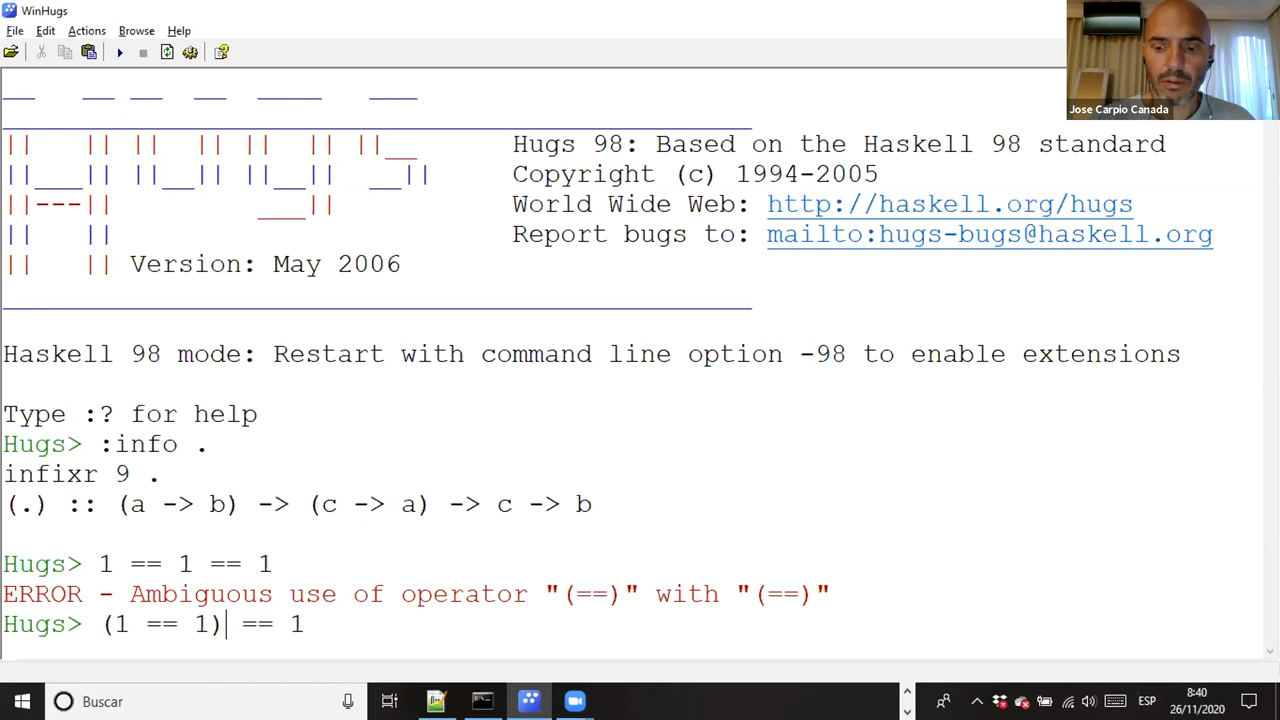 WinHugs
File Edit Actions Browse Help
Jose Carpio Canada
Hugs 98: Based on the Haskell 98 standard
Copyright (c) 1994-2005
World Wide Web: http://haskell.org/hugs
Report bugs to: mailto:hugs-bugs@haskell.org
|| || Version: May 2006
Haskell 98 mode: Restart with command line option -98 to enable extensions
Type :? for help
Hugs> :info .
infixr 9 .
(.) :: (a -> b) -> (c -> a) -> c -> b
Hugs> 1 == 1 == 1
ERROR - Ambiguous use of operator "(==)" with "(==)"
Hugs> (1 == 1) == 1
Buscar
ESP
8:40
26/11/2020